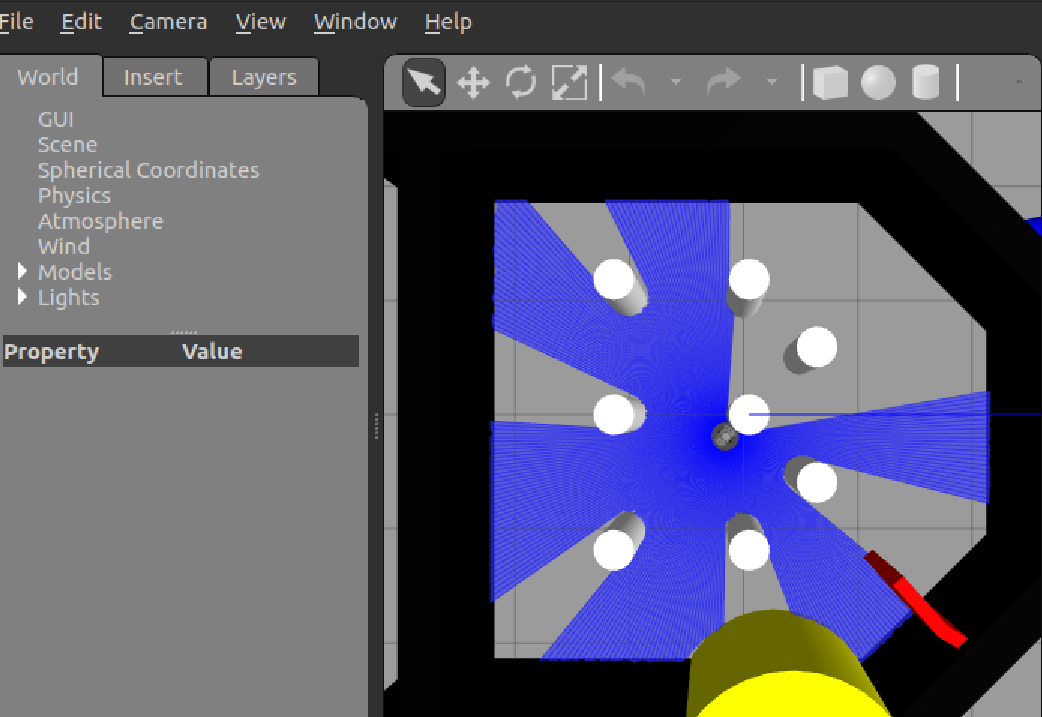 File Edit Camera View Window Help
World Insert Layers
GUI
Scene
Spherical Coordinates
Physics
Atmosphere
Wind
Models
Lights
Property Value